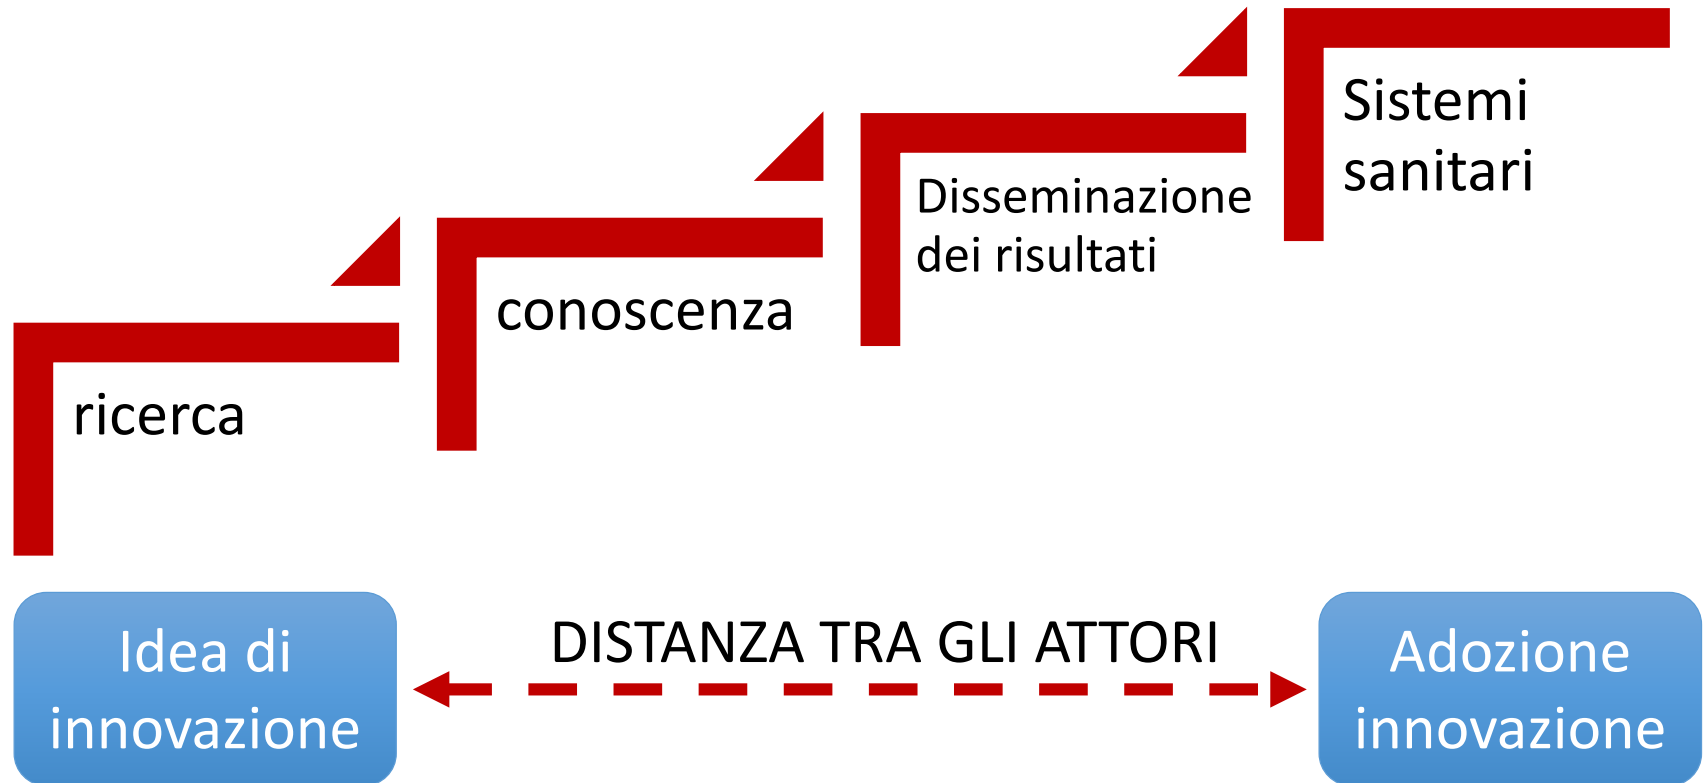 Sistemi
sanitari
Disseminazione
dei risultati
conoscenza
ricerca
Idea di
innovazione
DISTANZA TRA GLI ATTORI
Adozione
innovazione